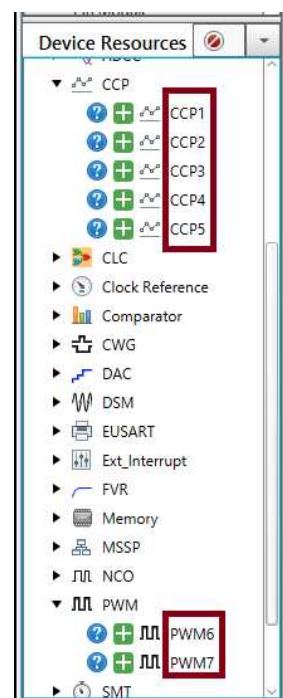 Device Resources
CCP
CCP1
CCP2
CCP3
CCP4
CCP5
CLC
Clock Reference
Comparator
CWG
DAC
DSM
EUSART
Ext_Interrupt
FVR
Memory
MSSP
NCO
PWM
PWM6
PWM7
SMT